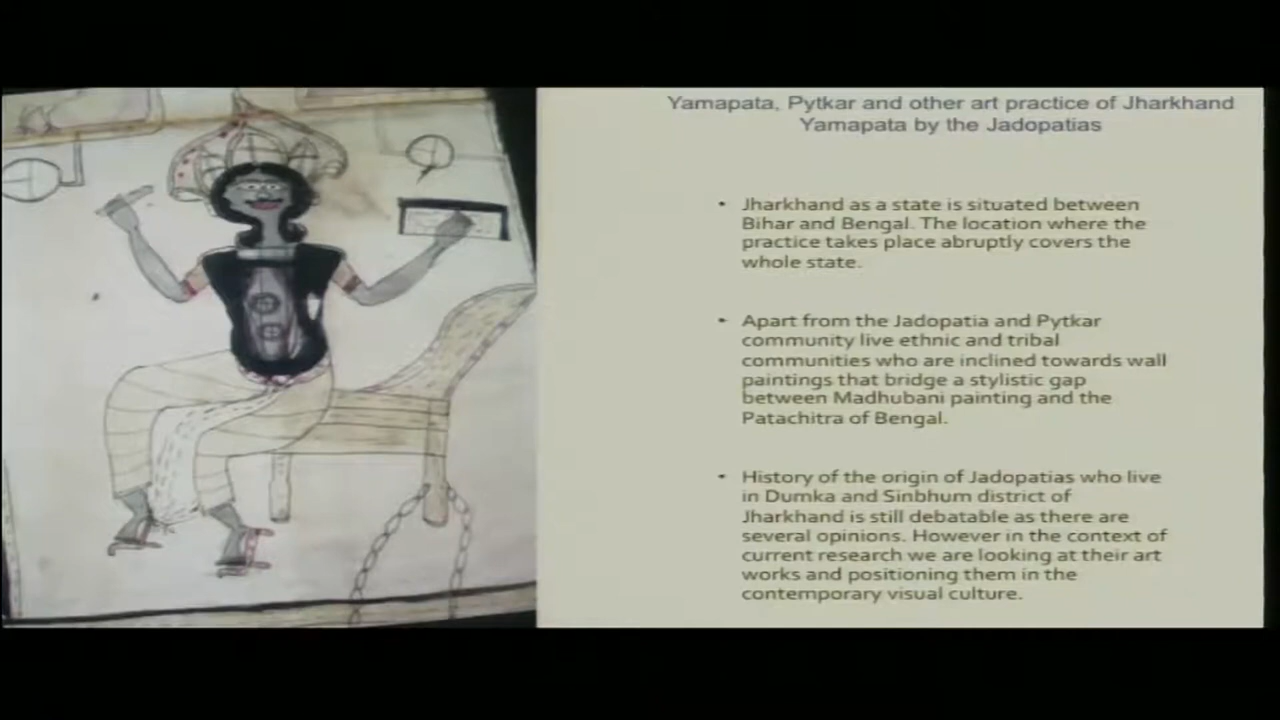 Yamapata, Pytkar and other art practice of Jharkhand
Yamapata by the Jadopatias
• Jharkhand as a state is situated between
Bihar and Bengal. The location where the
practice takes place abruptly covers the
whole state.
• Apart from the Jadopatia and Pytkar
community live ethnic and tribal
communities who are inclined towards wall
paintings that bridge a stylistic gap
between Madhubani painting and the
Patachitra of Bengal.
• History of the origin of Jadopatias who live
in Dumka and Sinbhum district of
Jharkhand is still debatable as there are
several opinions. However in the context of
current research we are looking at their art
works and positioning them in the
contemporary visual culture.